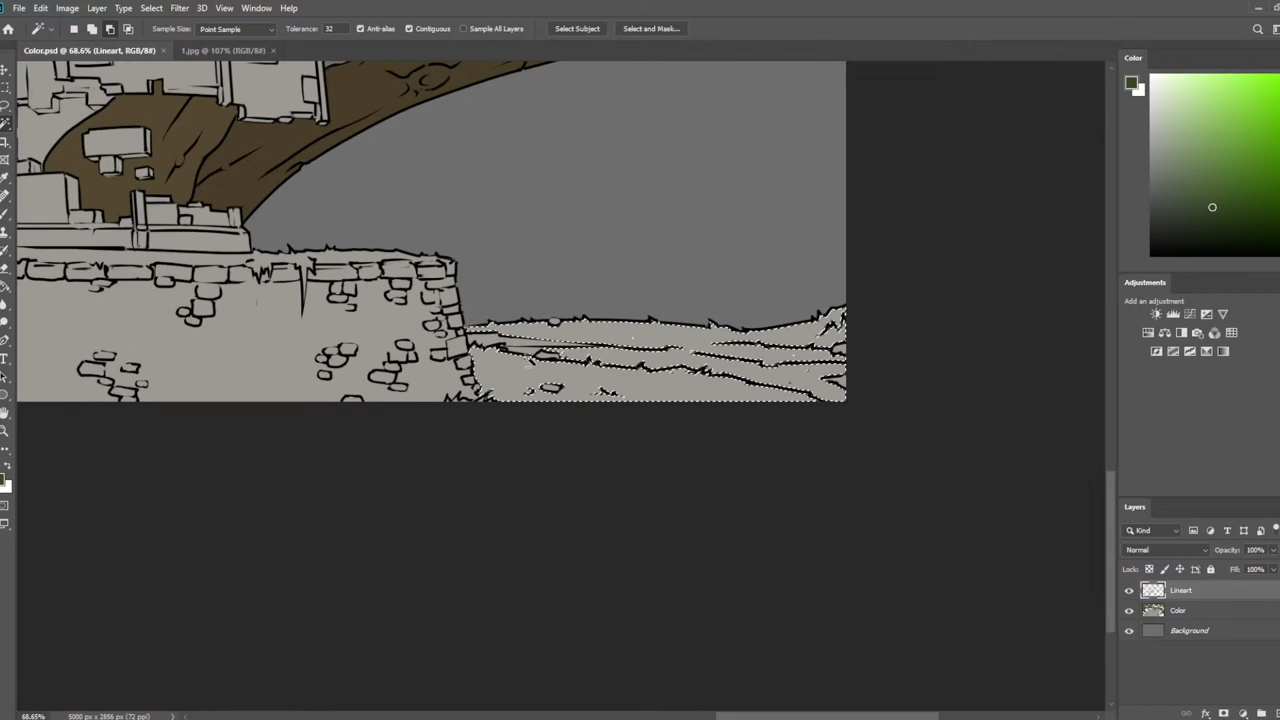 File Edit Image Layer Type Select Filter 3D View Window Help
Sample Size: Point Sample Tolerance: 32 Anti-alias Contiguous Sample All Layers Select Subject Select and Mask...
Color.psd @ 68.6% (Lineart, RGB/8#) × 1.jpg @ 107% (RGB/8#) ×
Color
Adjustments
Add an adjustment
Layers
Kind
Normal Opacity: 100%
Lock: Fill: 100%
Lineart
Color
Background
68.65% 5000 px x 2856 px (72 ppi)